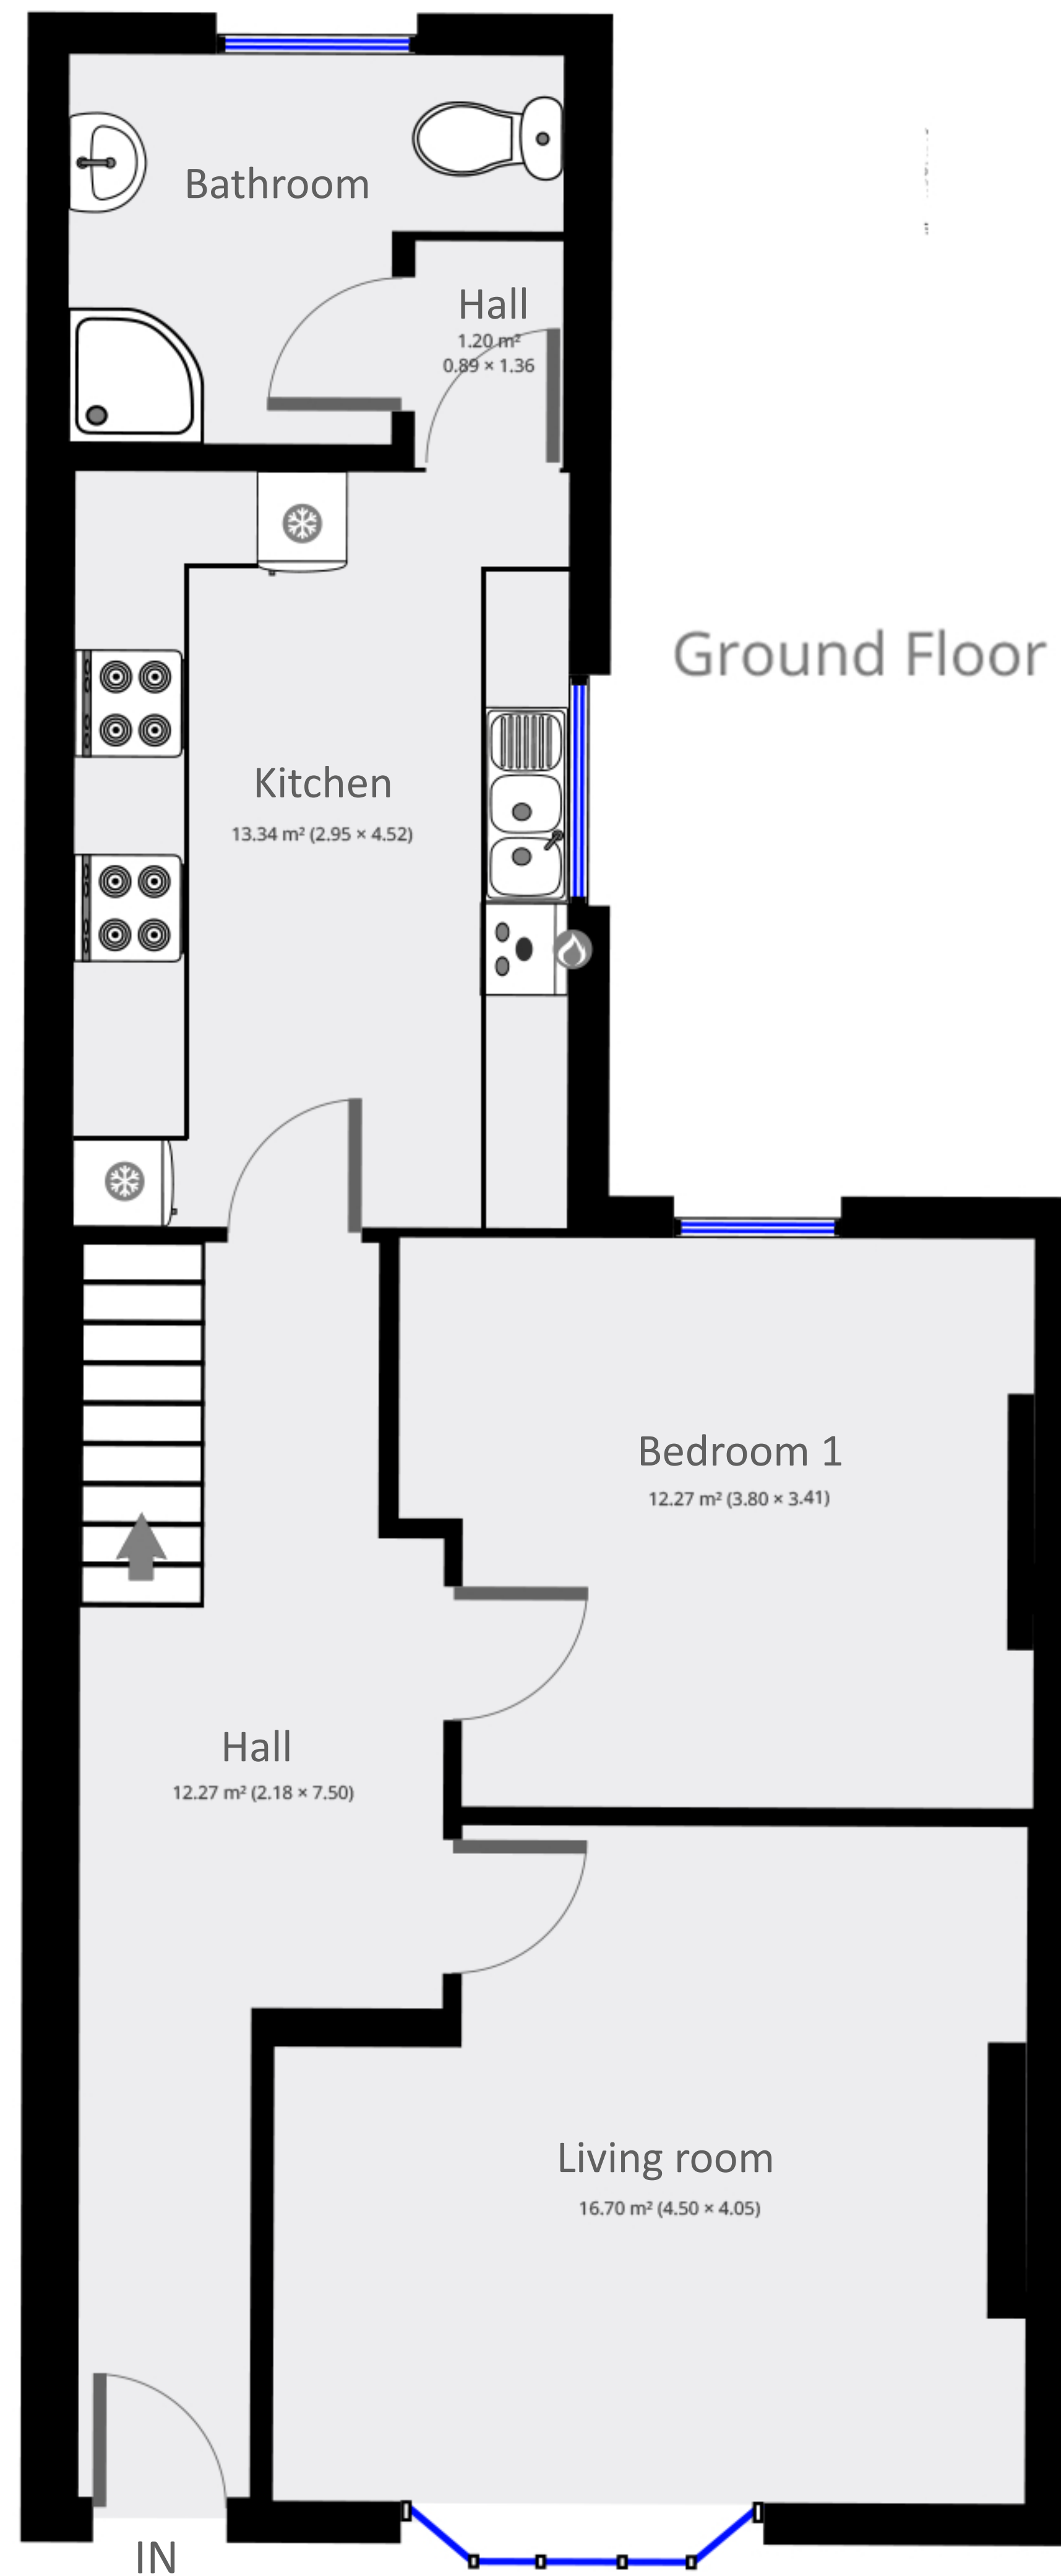 Bathroom
Hall
1.20 m²
0.89 × 1.36
Ground Floor
Kitchen
13.34 m² (2.95 × 4.52)
Bedroom 1
12.27 m² (3.80 × 3.41)
Hall
12.27 m² (2.18 × 7.50)
Living room
16.70 m² (4.50 × 4.05)
IN